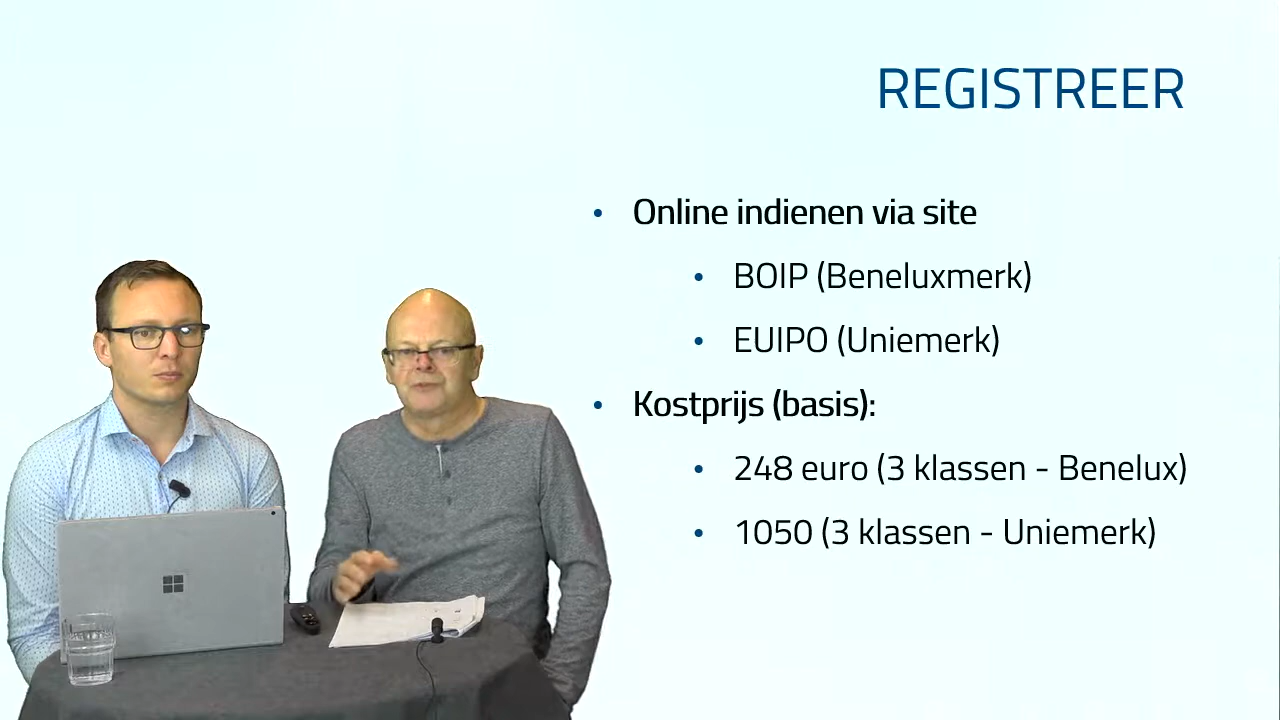 REGISTREER
• Online indienen via site
• BOIP (Beneluxmerk)
• EUIPO (Uniemerk)
• Kostprijs (basis):
• 248 euro (3 klassen - Benelux)
• 1050 (3 klassen - Uniemerk)